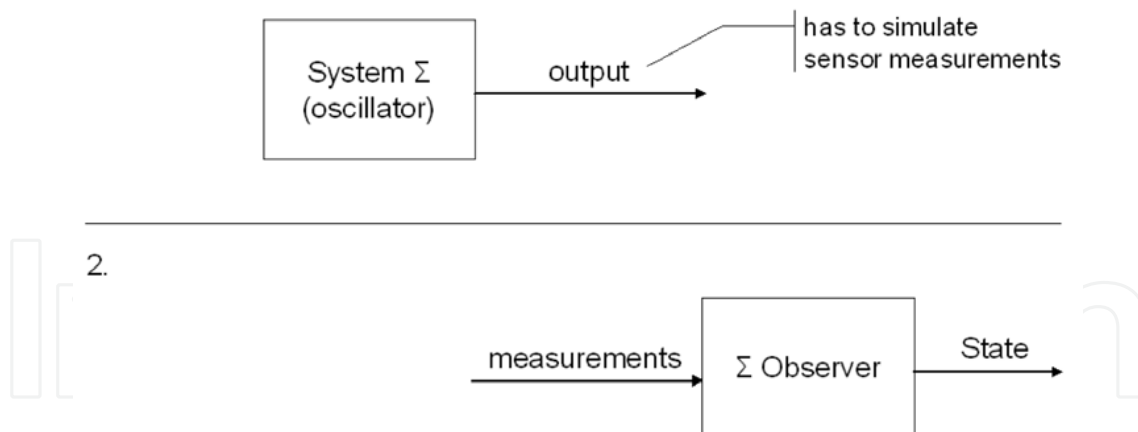 has to simulate
sensor measurements
System Σ
(oscillator)
output
2.
measurements
Σ Observer
State